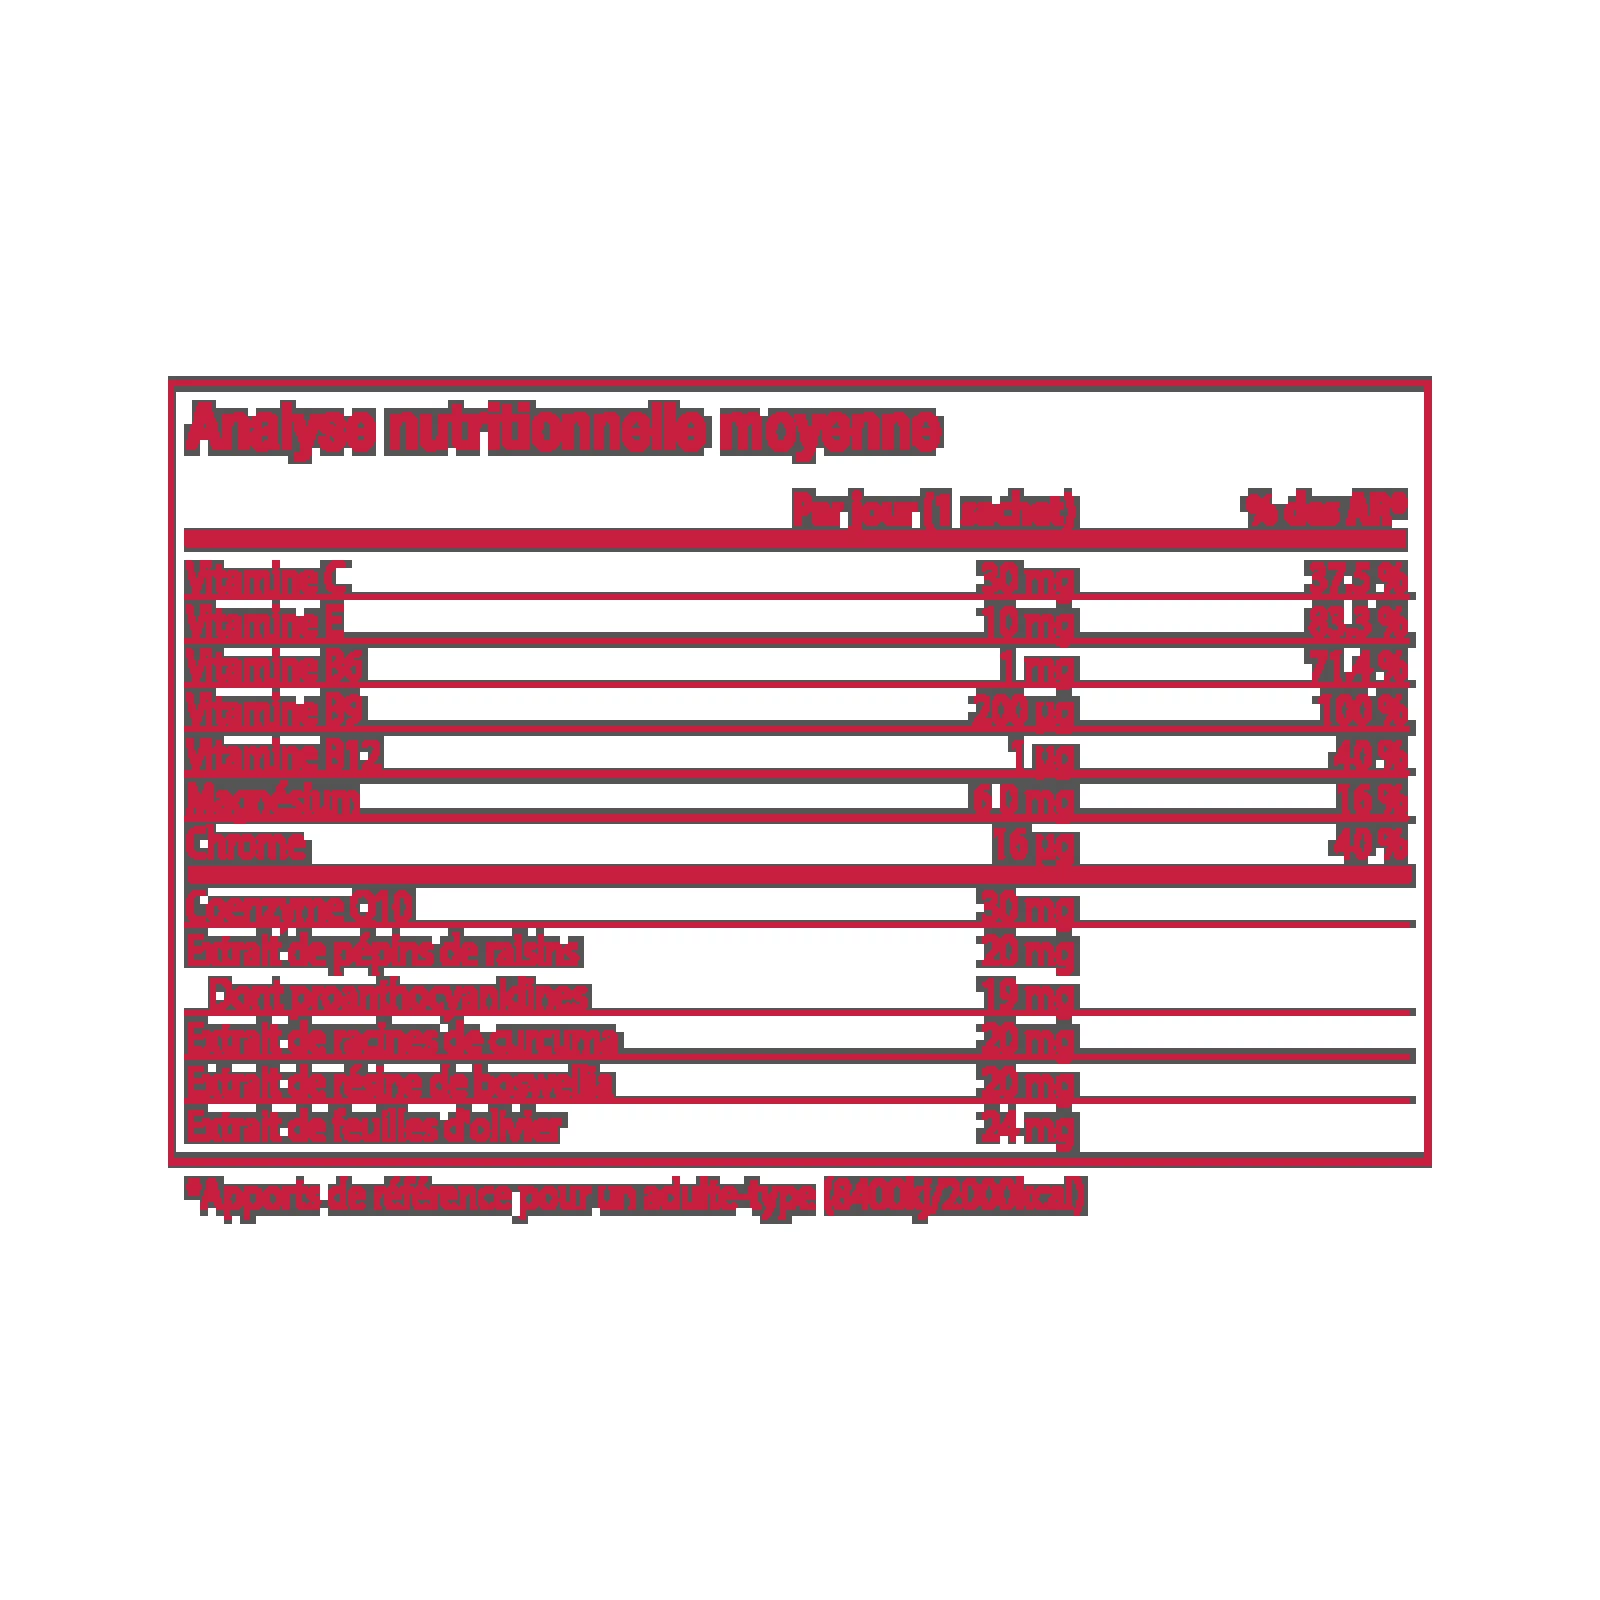 Analyse nutritionnelle moyenne
Par jour (1 sachet) % des AR*
Vitamine C 30 mg 37,5 %
Vitamine E 10 mg 83,3 %
Vitamine B6 1 mg 71,4 %
Vitamine B9 200 µg 100 %
Vitamine B12 1 µg 40 %
Magnésium 60 mg 16 %
Chrome 16 µg 40 %
Coenzyme Q10 30 mg
Extrait de pépins de raisins 20 mg
Dont proanthocyanidines 19 mg
Extrait de racines de curcuma 20 mg
Extrait de résine de boswellia 20 mg
Extrait de feuilles d'olivier 24 mg
*Apports de référence pour un adulte-type (8400kJ/2000kcal)